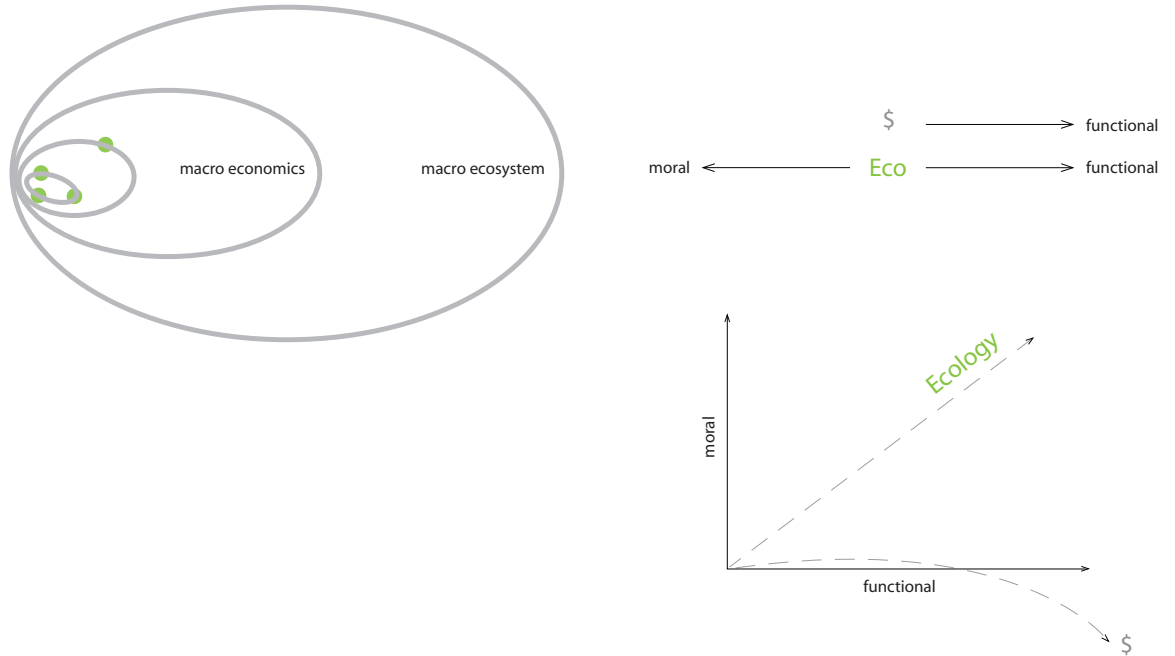 macro economics
macro ecosystem
$
functional
moral
Eco
functional
Ecology
moral
functional
$